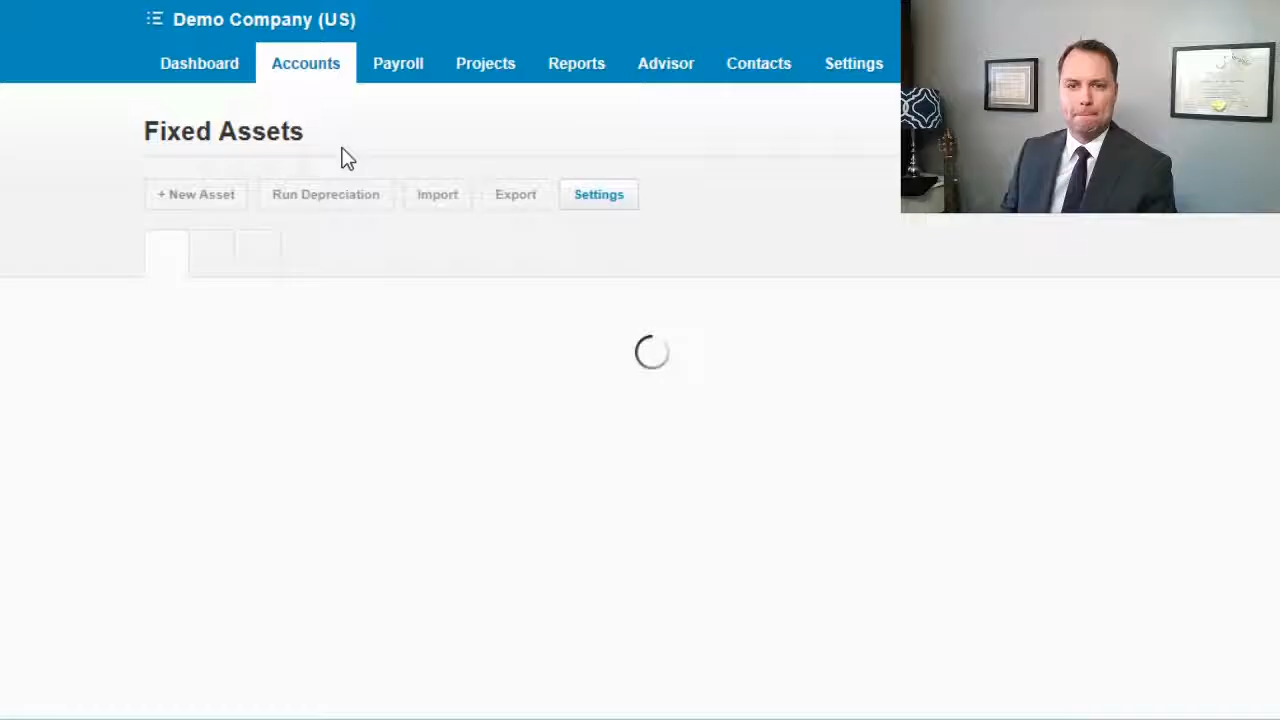 Demo Company (US)
Dashboard Accounts Payroll Projects Reports Advisor Contacts Settings
Fixed Assets
+ New Asset Run Depreciation Import Export Settings